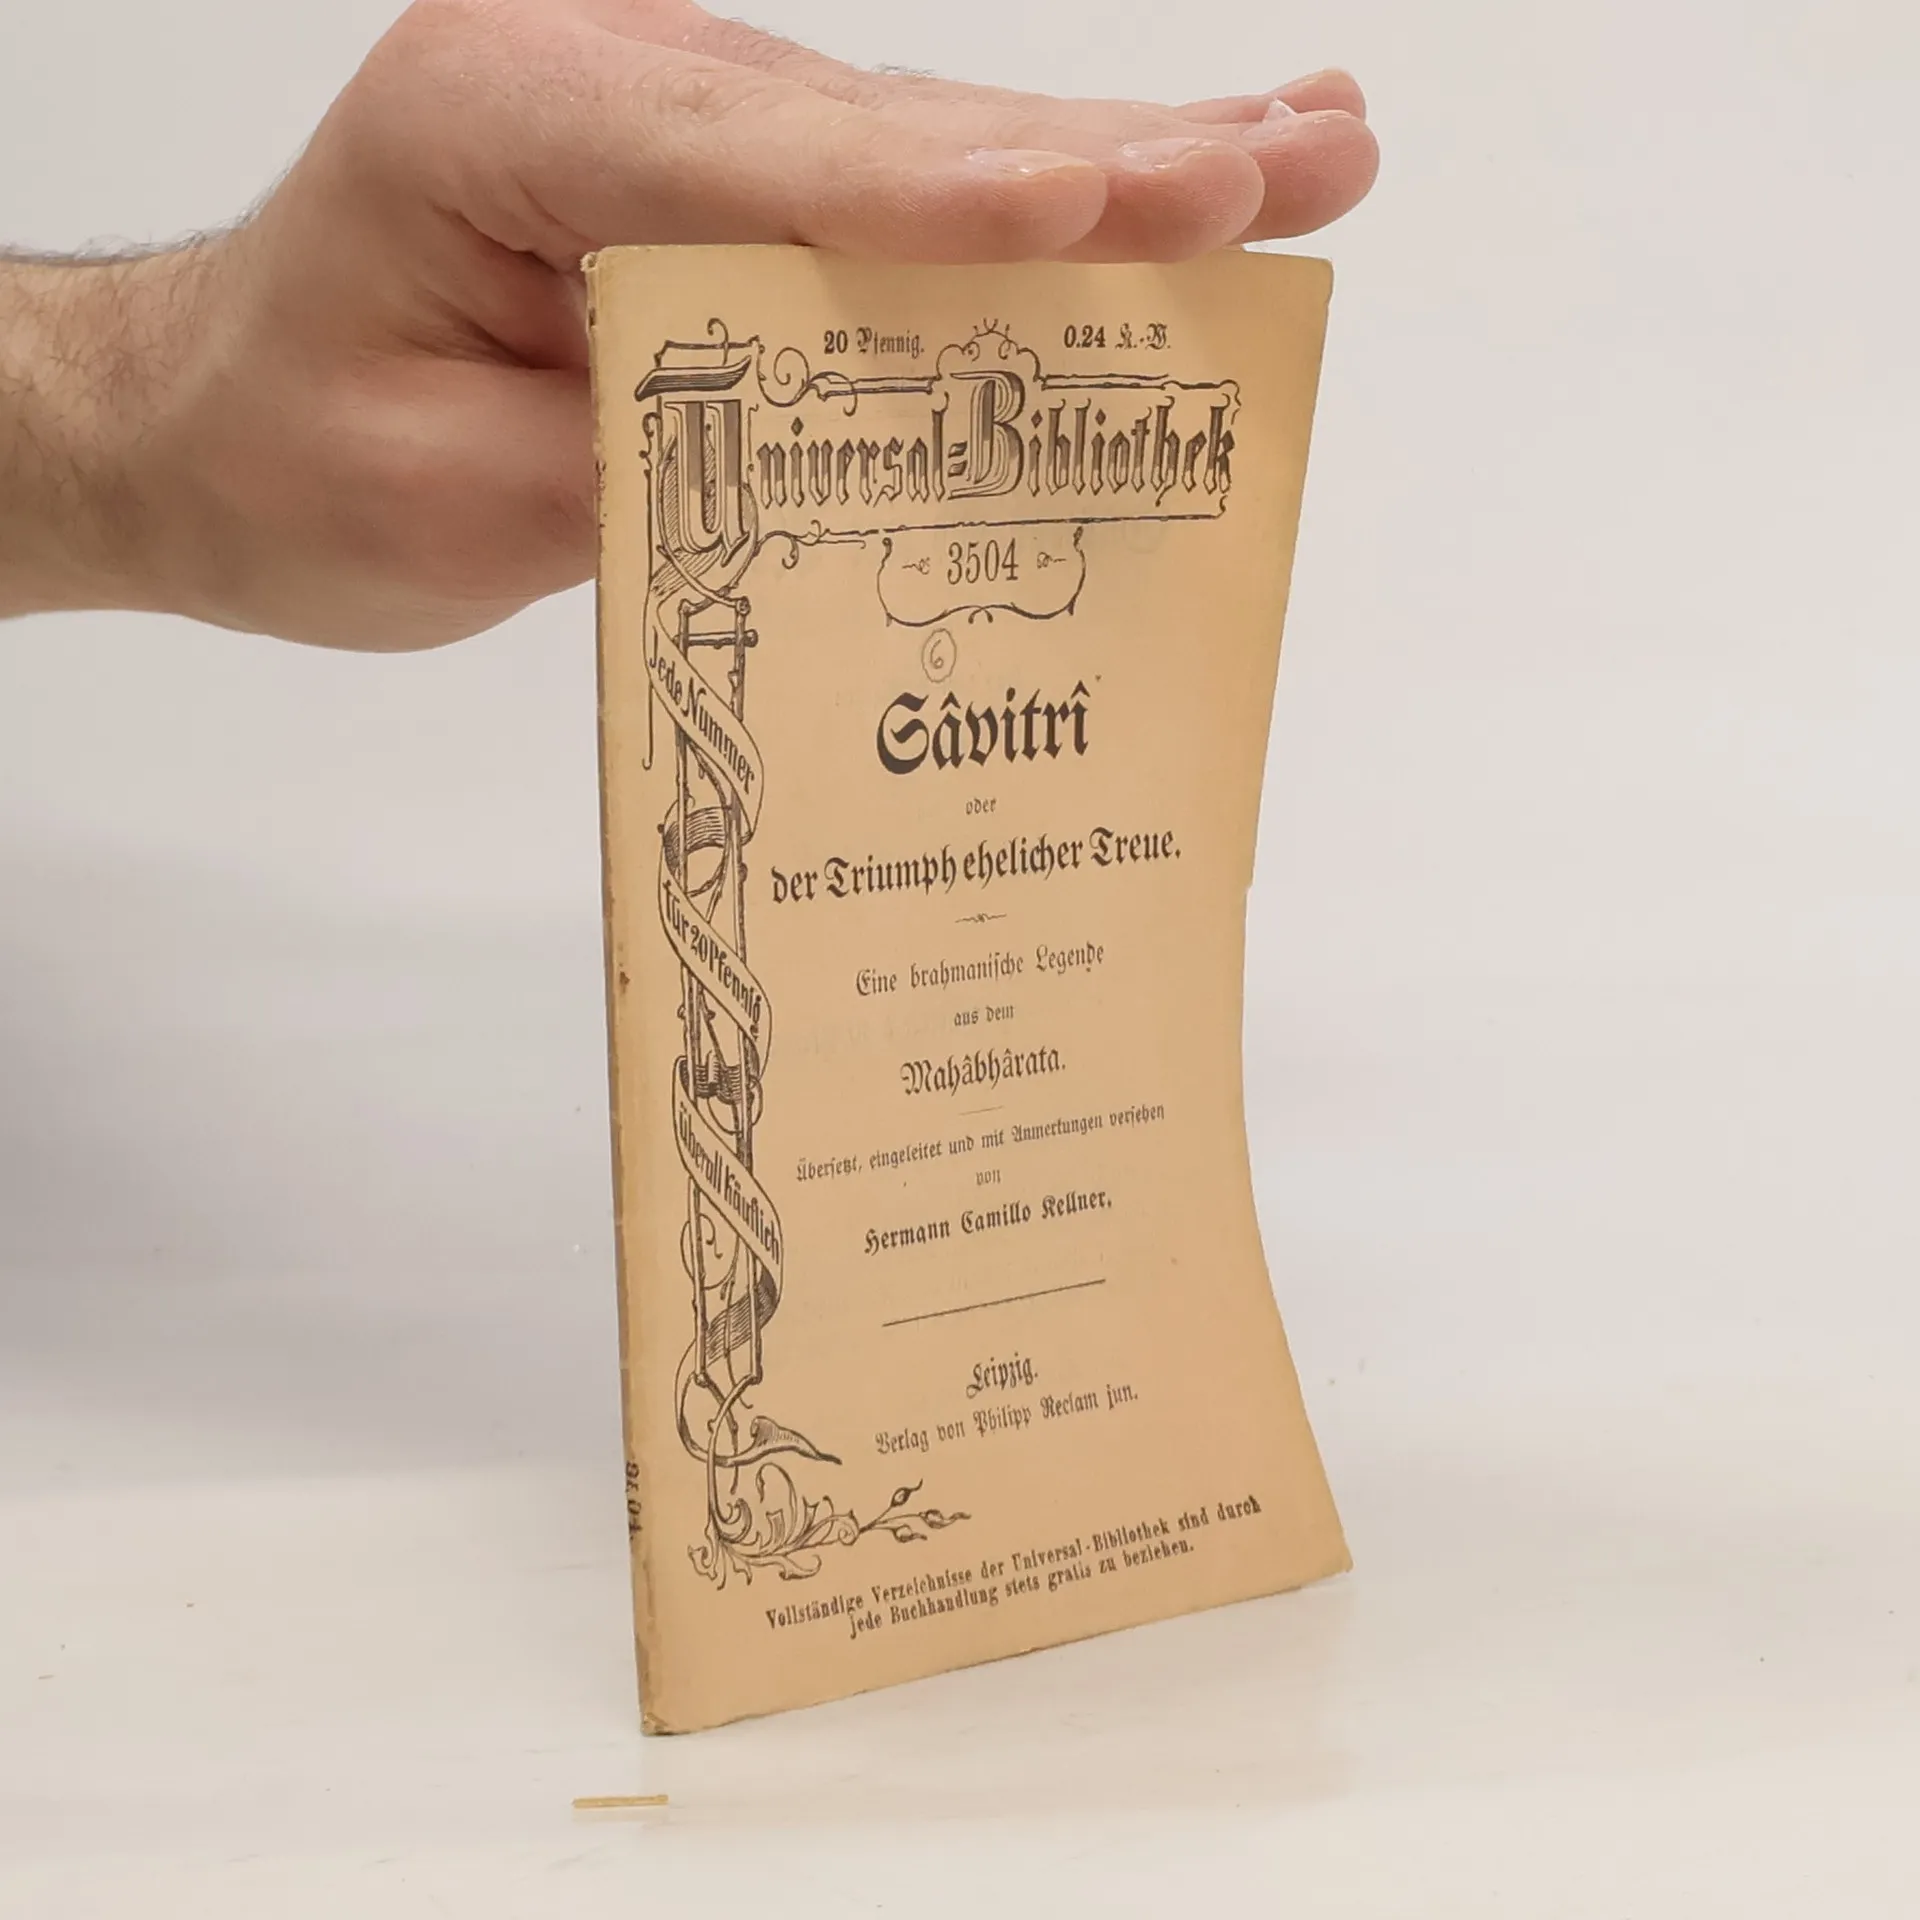 20 Pfennig. 0.24 K.-W.
Universal-Bibliothek
3504
6
Sâvitrî
oder
der Triumph ehelicher Treue.
Eine brahmanische Legende
aus dem
Mahâbhârata.
Übersetzt, eingeleitet und mit Anmerkungen versehen
von
Hermann Camillo Kellner.
Leipzig.
Verlag von Philipp Reclam jun.
Jede Nummer
für 20 Pfennig
überall käuflich
Vollständige Verzeichnisse der Universal-Bibliothek sind durch
jede Buchhandlung stets gratis zu beziehen.